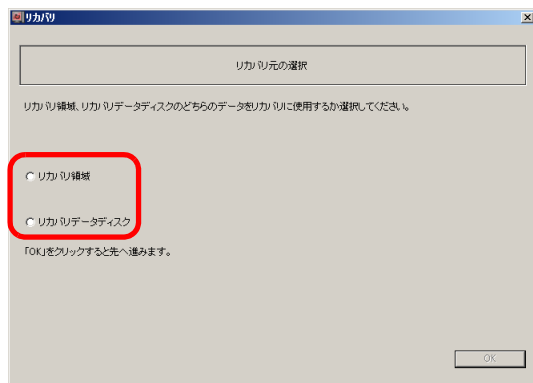 リカバリ
リカバリ元の選択
リカバリ領域、リカバリデータディスクのどちらのデータをリカバリに使用するか選択してください。
リカバリ領域
リカバリデータディスク
「OK」をクリックすると先へ進みます。
OK